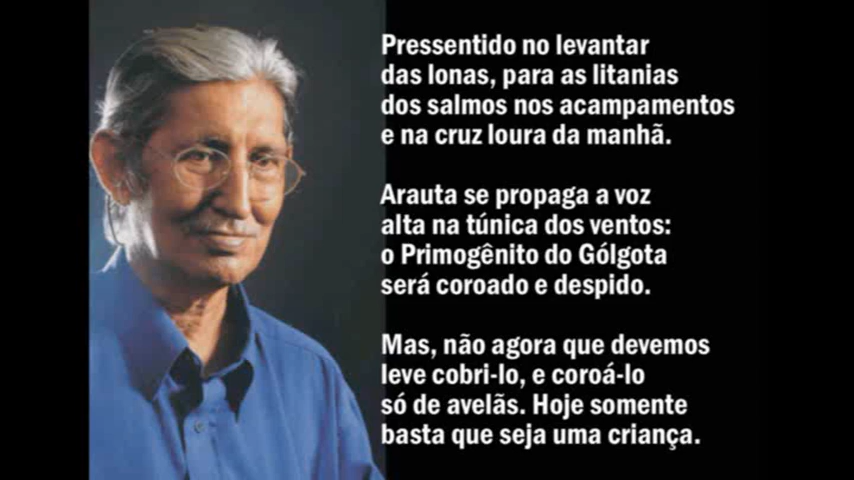 Pressentido no levantar
das lonas, para as litanias
dos salmos nos acampamentos
e na cruz loura da manhã.
Arauta se propaga a voz
alta na túnica dos ventos:
o Primogênito do Gólgota
será coroado e despido.
Mas, não agora que devemos
leve cobri-lo, e coroá-lo
só de avelãs. Hoje somente
basta que seja uma criança.